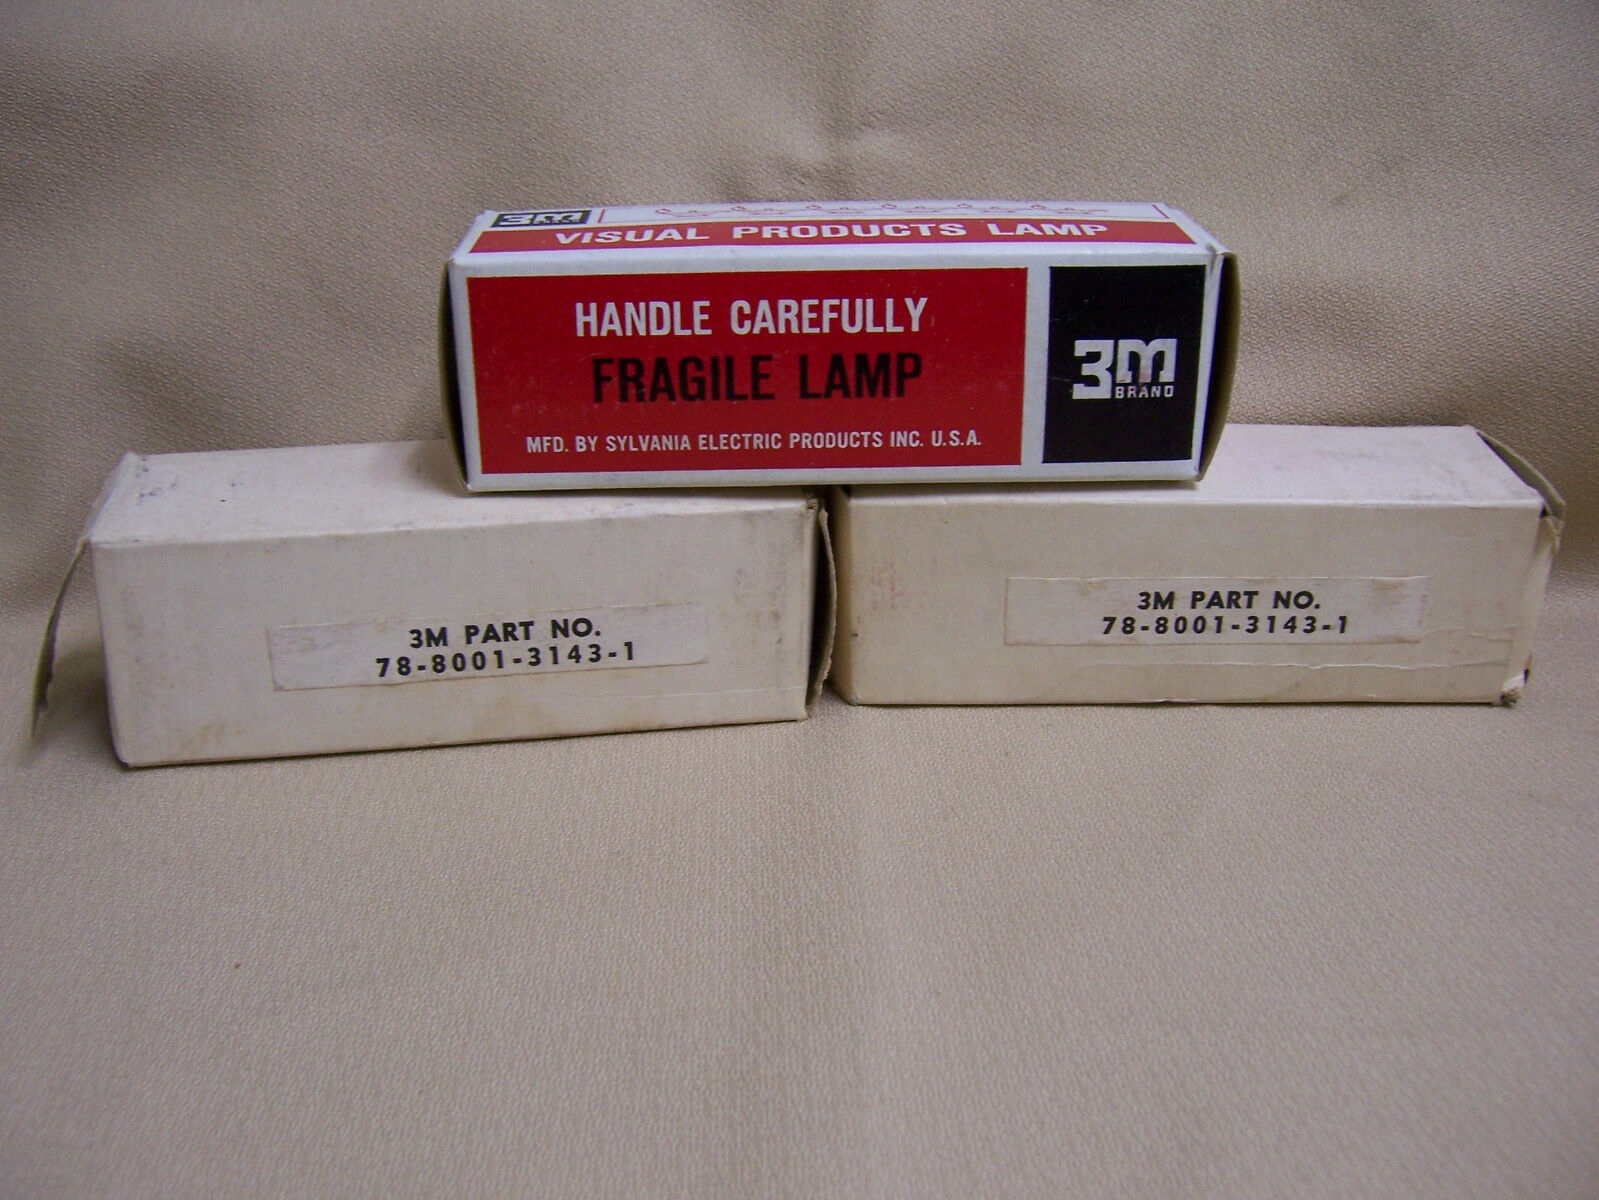 3M
VISUAL PRODUCTS LAMP
HANDLE CAREFULLY
FRAGILE LAMP
MFD. BY SYLVANIA ELECTRIC PRODUCTS INC. U.S.A.
3M
BRAND
3M PART NO.
78-8001-3143-1
3M PART NO.
78-8001-3143-1